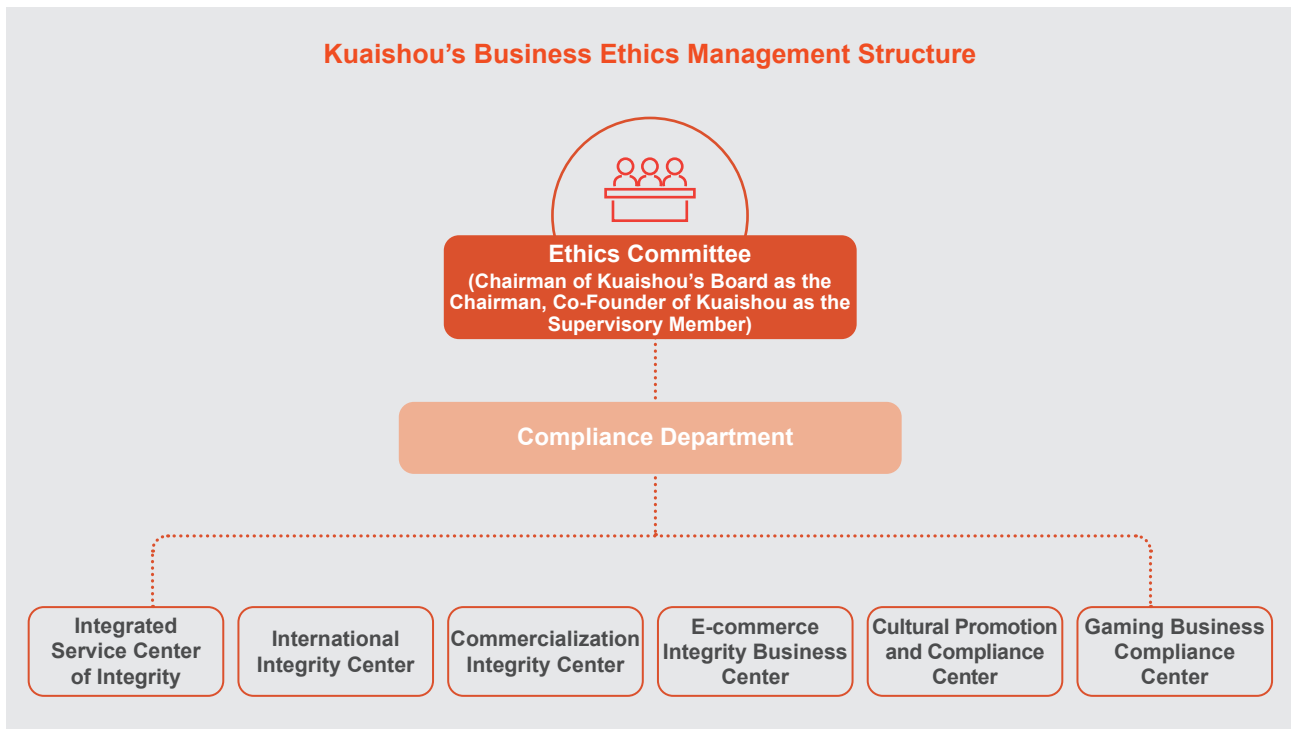 Kuaishou’s Business Ethics Management Structure
Ethics Committee
(Chairman of Kuaishou’s Board as the
Chairman, Co-Founder of Kuaishou as the
Supervisory Member)
Compliance Department
Integrated
Service Center
of Integrity
International
Integrity Center
Commercialization
Integrity Center
E-commerce
Integrity Business
Center
Cultural Promotion
and Compliance
Center
Gaming Business
Compliance
Center